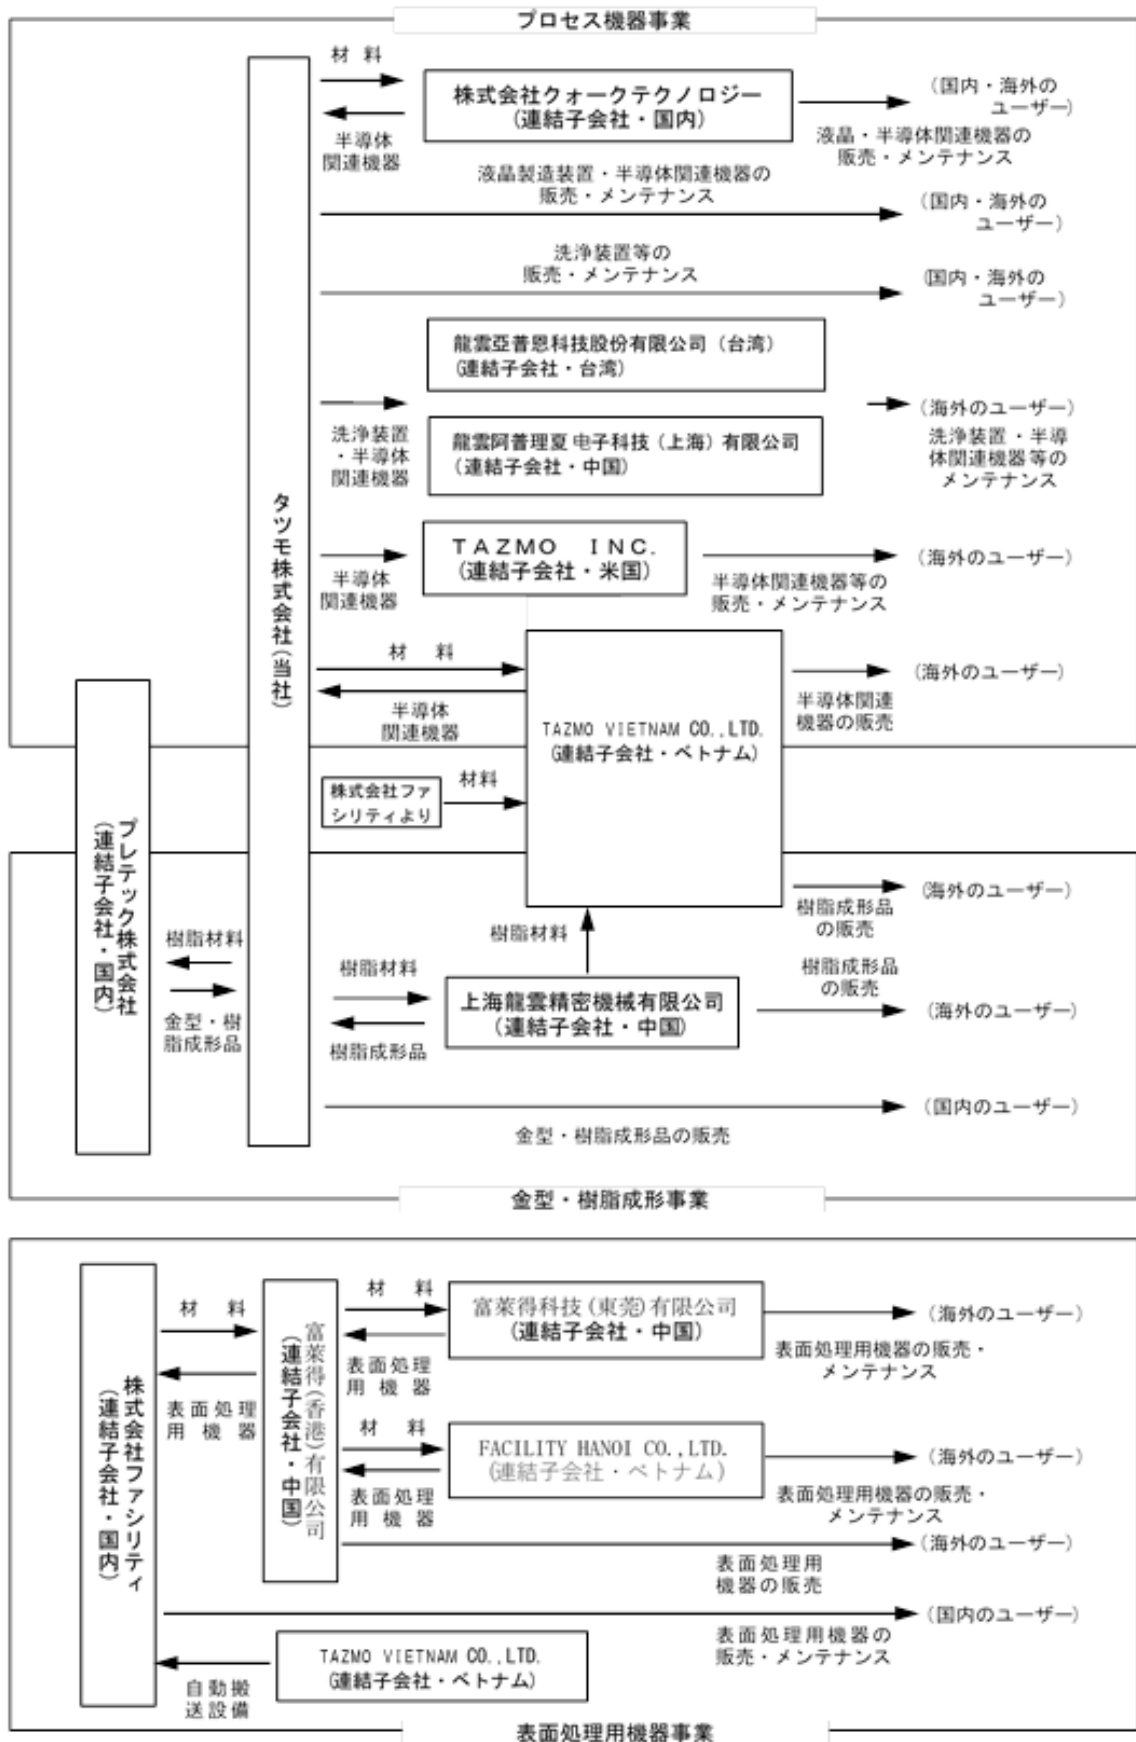 プロセス機器事業
タツモ株式会社(当社)
材　料
株式会社クォークテクノロジー
(連結子会社・国内)
(国内・海外の
ユーザー)
半導体
関連機器
液晶・半導体関連機器の
販売・メンテナンス
液晶製造装置・半導体関連機器の
販売・メンテナンス
(国内・海外の
ユーザー)
洗浄装置等の
販売・メンテナンス
(国内・海外の
ユーザー)
龍雲亞普恩科技股份有限公司（台湾）
(連結子会社・台湾)
洗浄装置
・半導体
関連機器
龍雲阿普理夏电子科技（上海）有限公司
(連結子会社・中国)
(海外のユーザー)
洗浄装置・半導
体関連機器等の
メンテナンス
TAZMO　INC.
(連結子会社・米国)
半導体
関連機器
(海外のユーザー)
半導体関連機器等の
販売・メンテナンス
材　料
半導体
関連機器
TAZMO VIETNAM CO.,LTD.
(連結子会社・ベトナム)
(海外のユーザー)
半導体関連
機器の販売
株式会社ファ
シリティより
材料
プレテック株式会社
(連結子会社・国内)
(海外のユーザー)
樹脂成形品
の販売
樹脂材料
樹脂材料
金型・樹
脂成形品
樹脂材料
樹脂成形品
上海龍雲精密機械有限公司
(連結子会社・中国)
樹脂成形品
の販売
(海外のユーザー)
(国内のユーザー)
金型・樹脂成形品の販売
金型・樹脂成形事業
株式会社ファシリティ
(連結子会社・国内)
材　料
表面処理
用機器
富萊得(香港)有限公司
(連結子会社・中国)
材　料
表面処理
用機器
富萊得科技(東莞)有限公司
(連結子会社・中国)
(海外のユーザー)
表面処理用機器の販売・
メンテナンス
材　料
表面処理
用機器
FACILITY HANOI CO.,LTD.
(連結子会社・ベトナム)
(海外のユーザー)
表面処理用機器の販売・
メンテナンス
(海外のユーザー)
表面処理用
機器の販売
(国内のユーザー)
表面処理用機器の
販売・メンテナンス
TAZMO VIETNAM CO.,LTD.
(連結子会社・ベトナム)
自動搬
送設備
表面処理用機器事業